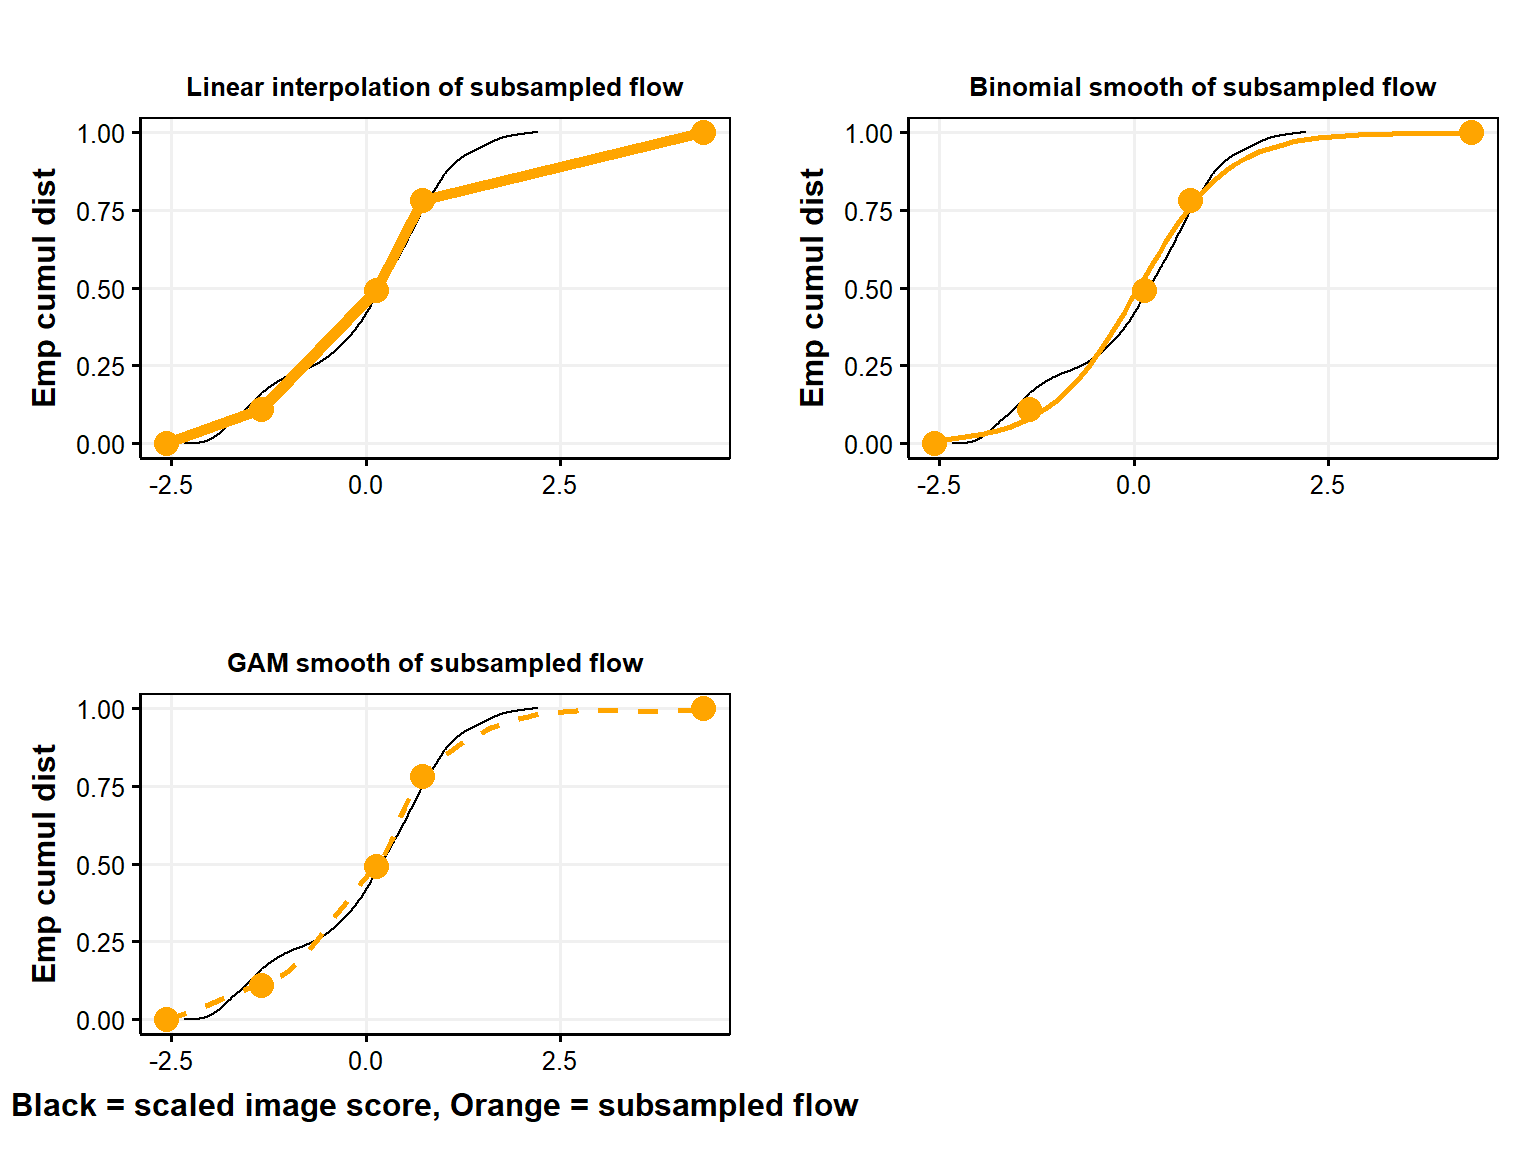 Linear interpolation of subsampled flow
Emp cumul dist
1.00
0.75
0.50
0.25
0.00
-2.5 0.0 2.5
Binomial smooth of subsampled flow
Emp cumul dist
1.00
0.75
0.50
0.25
0.00
-2.5 0.0 2.5
GAM smooth of subsampled flow
Emp cumul dist
1.00
0.75
0.50
0.25
0.00
-2.5 0.0 2.5
Black = scaled image score, Orange = subsampled flow